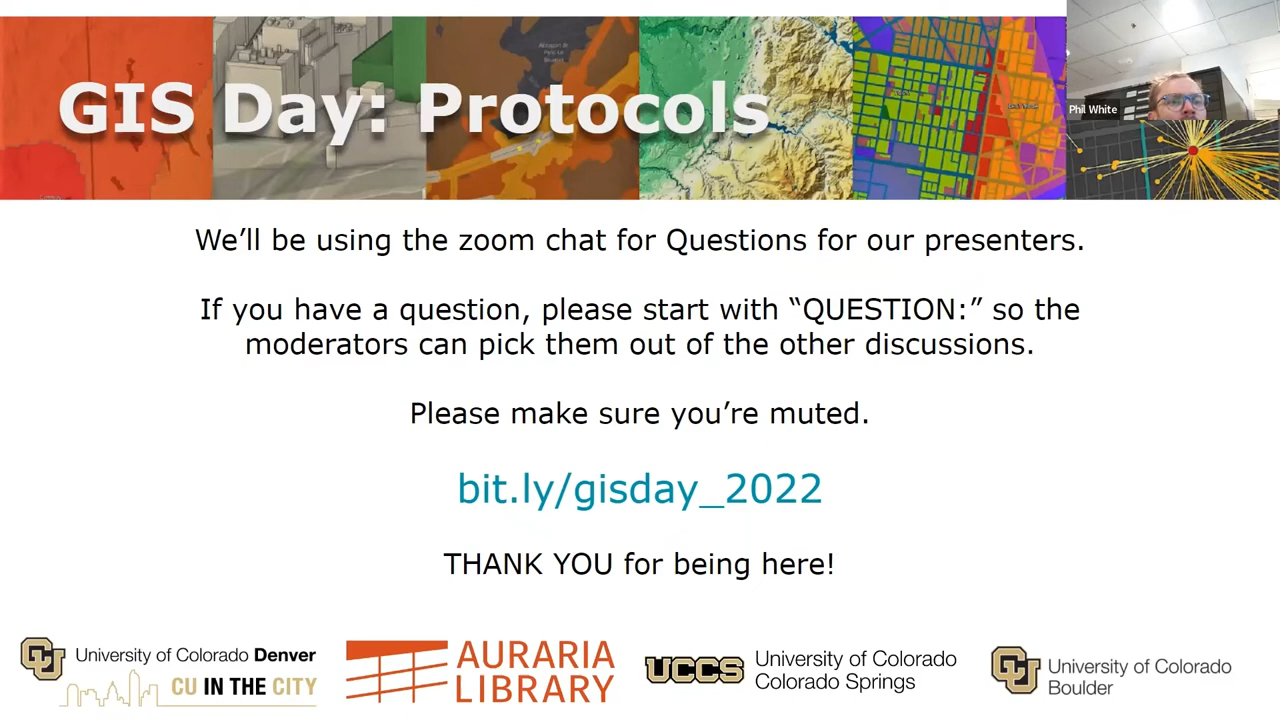 GIS Day: Protocols
Phil White
We’ll be using the zoom chat for Questions for our presenters.
If you have a question, please start with “QUESTION:” so the
moderators can pick them out of the other discussions.
Please make sure you’re muted.
bit.ly/gisday_2022
THANK YOU for being here!
CU
University of Colorado Denver
CU IN THE CITY
AURARIA
LIBRARY
UCCS
University of Colorado
Colorado Springs
CU
University of Colorado
Boulder